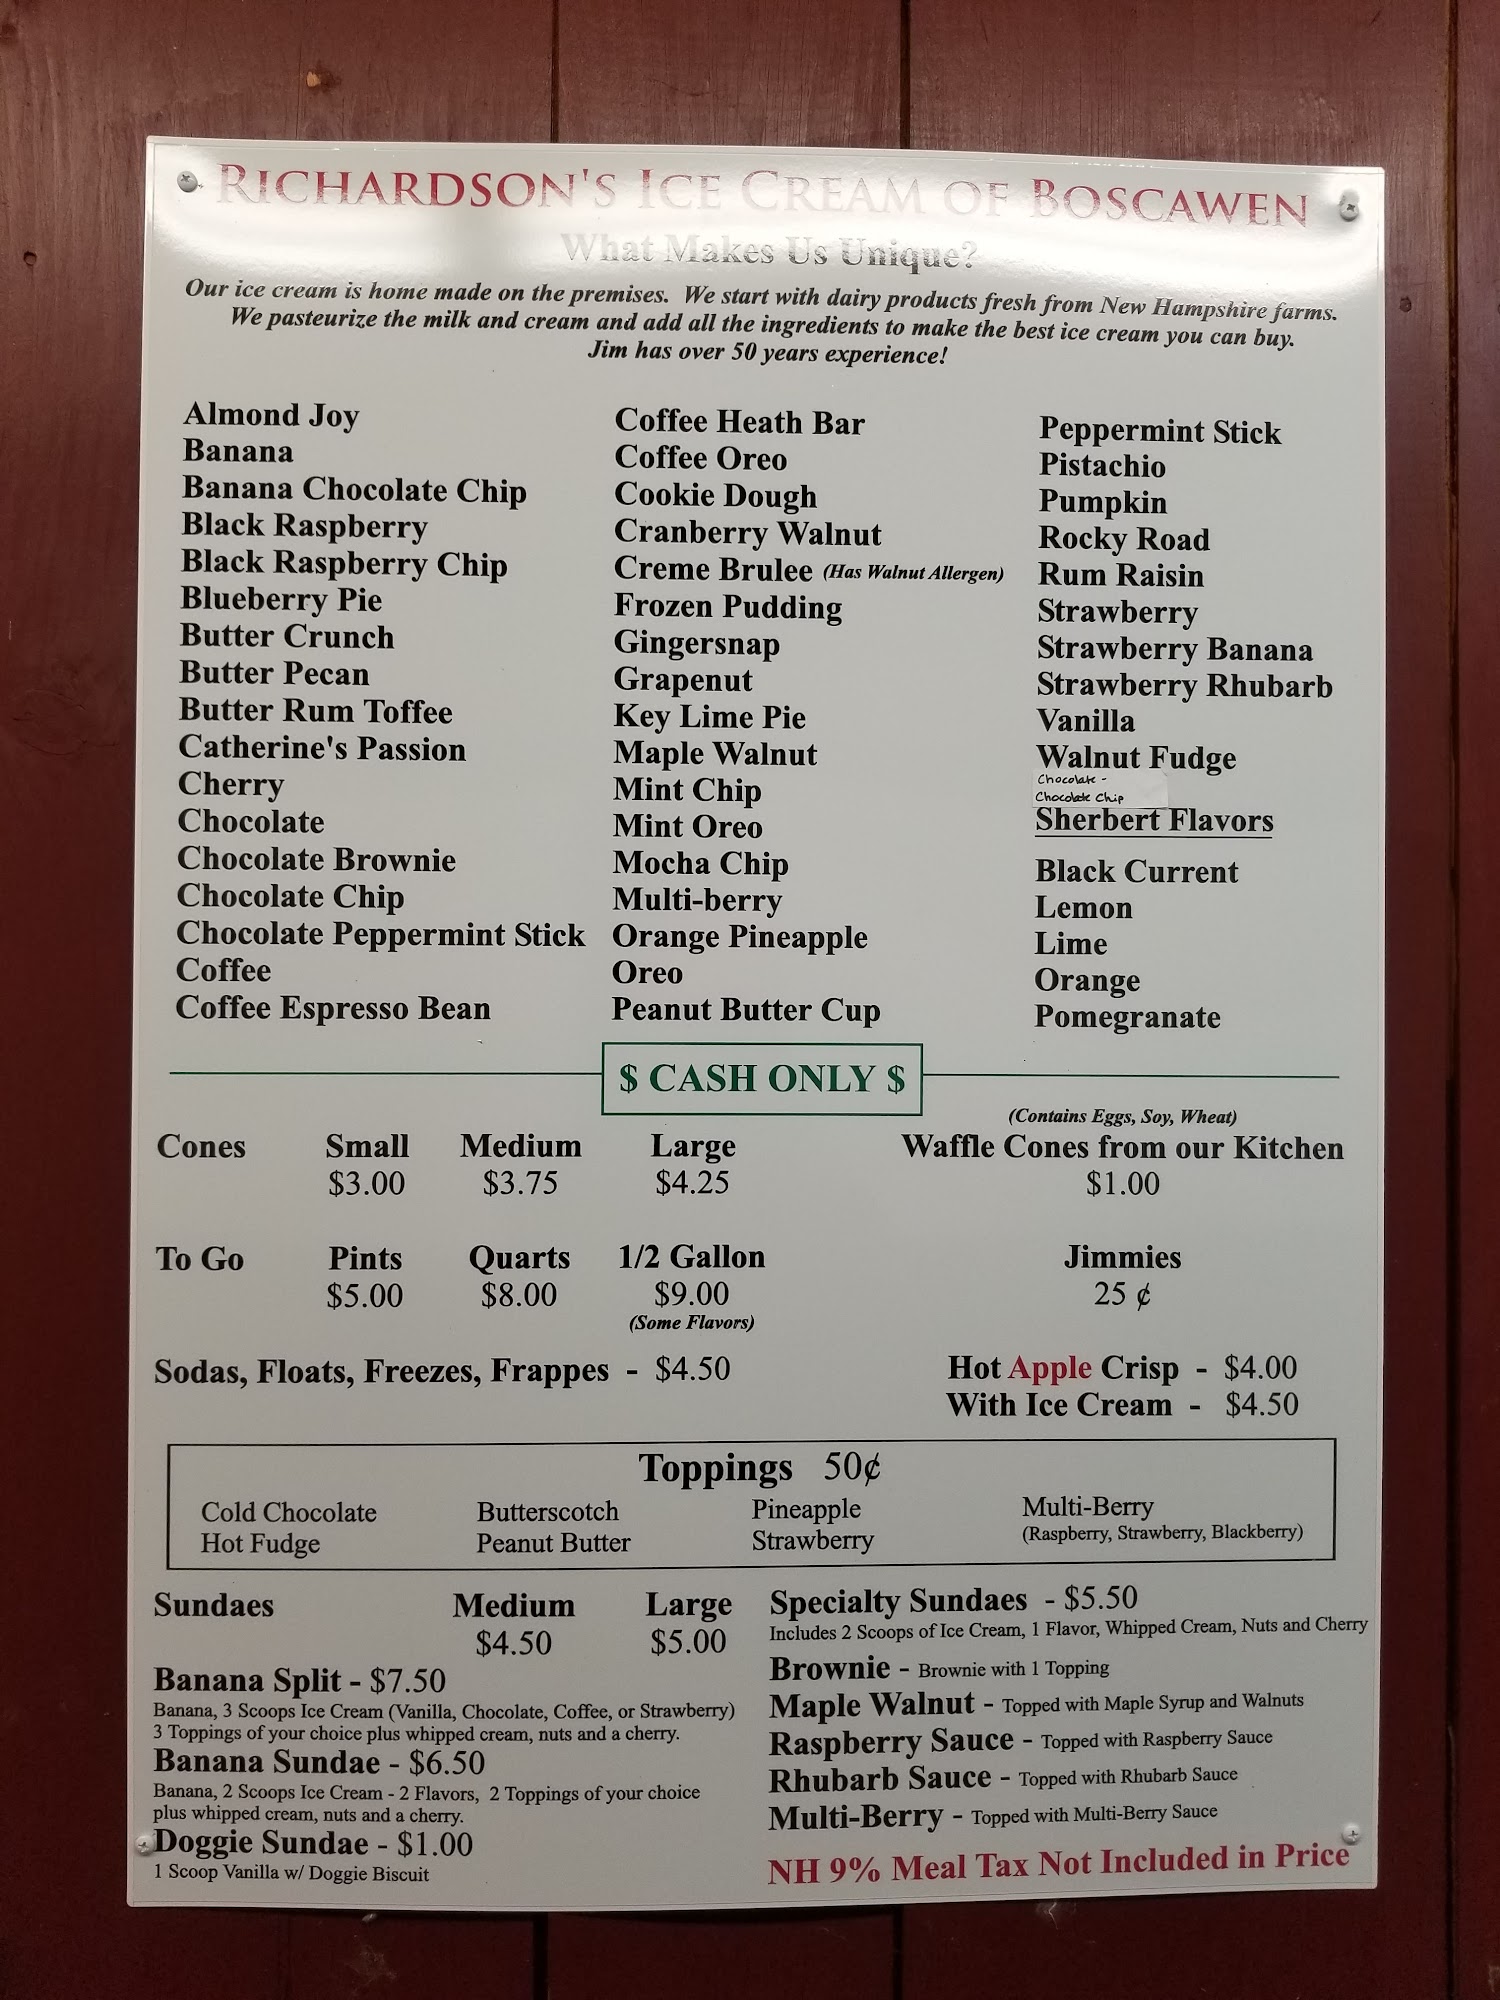 RICHARDSON'S ICE CREAM OF BOSCAWEN
What Makes Us Unique?
Our ice cream is home made on the premises. We start with dairy products fresh from New Hampshire farms.
We pasteurize the milk and cream and add all the ingredients to make the best ice cream you can buy.
Jim has over 50 years experience!
Almond Joy
Banana
Banana Chocolate Chip
Black Raspberry
Black Raspberry Chip
Blueberry Pie
Butter Crunch
Butter Pecan
Butter Rum Toffee
Catherine's Passion
Cherry
Chocolate
Chocolate Brownie
Chocolate Chip
Chocolate Peppermint Stick
Coffee
Coffee Espresso Bean
Coffee Heath Bar
Coffee Oreo
Cookie Dough
Cranberry Walnut
Creme Brulee (Has Walnut Allergen)
Frozen Pudding
Gingersnap
Grapenut
Key Lime Pie
Maple Walnut
Mint Chip
Mint Oreo
Mocha Chip
Multi-berry
Orange Pineapple
Oreo
Peanut Butter Cup
Peppermint Stick
Pistachio
Pumpkin
Rocky Road
Rum Raisin
Strawberry
Strawberry Banana
Strawberry Rhubarb
Vanilla
Walnut Fudge
Chocolate -
Chocolate Chip
Sherbert Flavors
Black Current
Lemon
Lime
Orange
Pomegranate
$ CASH ONLY $
Cones Small Medium Large
$3.00 $3.75 $4.25
(Contains Eggs, Soy, Wheat)
Waffle Cones from our Kitchen
$1.00
To Go Pints Quarts 1/2 Gallon
$5.00 $8.00 $9.00
(Some Flavors)
Jimmies
25 ¢
Sodas, Floats, Freezes, Frappes - $4.50
Hot Apple Crisp - $4.00
With Ice Cream - $4.50
Toppings 50¢
Cold Chocolate Butterscotch Pineapple Multi-Berry
Hot Fudge Peanut Butter Strawberry (Raspberry, Strawberry, Blackberry)
Sundaes Medium Large
$4.50 $5.00
Banana Split - $7.50
Banana, 3 Scoops Ice Cream (Vanilla, Chocolate, Coffee, or Strawberry)
3 Toppings of your choice plus whipped cream, nuts and a cherry.
Banana Sundae - $6.50
Banana, 2 Scoops Ice Cream - 2 Flavors, 2 Toppings of your choice
plus whipped cream, nuts and a cherry.
Doggie Sundae - $1.00
1 Scoop Vanilla w/ Doggie Biscuit
Specialty Sundaes - $5.50
Includes 2 Scoops of Ice Cream, 1 Flavor, Whipped Cream, Nuts and Cherry
Brownie - Brownie with 1 Topping
Maple Walnut - Topped with Maple Syrup and Walnuts
Raspberry Sauce - Topped with Raspberry Sauce
Rhubarb Sauce - Topped with Rhubarb Sauce
Multi-Berry - Topped with Multi-Berry Sauce
NH 9% Meal Tax Not Included in Price